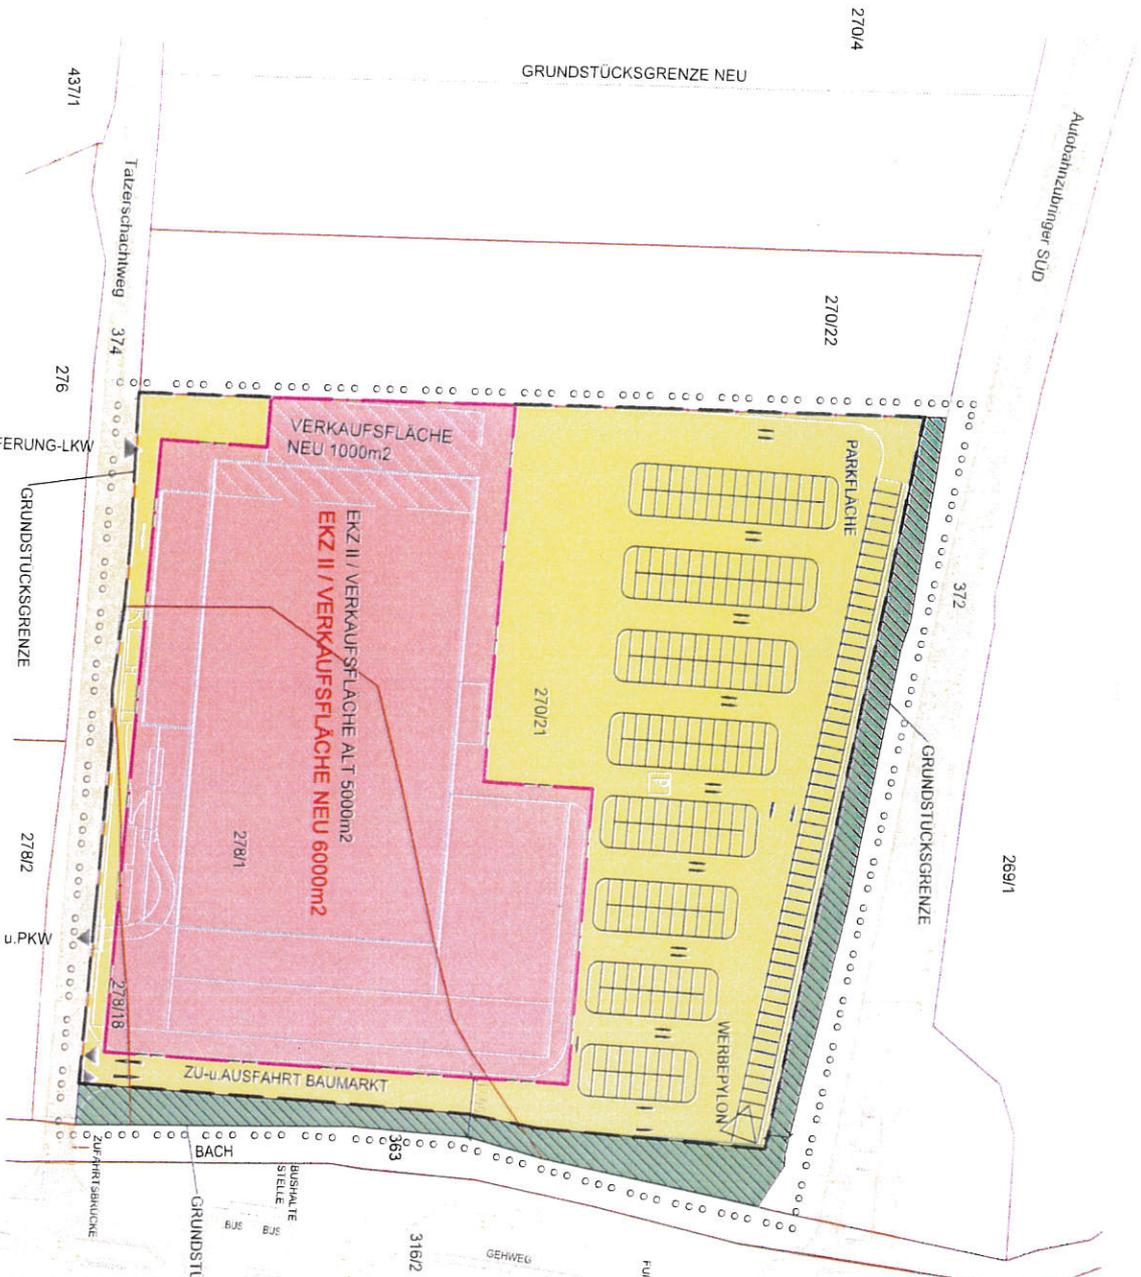 270/4
GRUNDSTÜCKSGRENZE NEU
437/1
Autobahnzubringer SÜD
Tatzerschachtweg
374
270/22
276
FERUNG-LKW
VERKAUFSFLÄCHE
NEU 1000m2
PARKFLÄCHE
GRUNDSTÜCKSGRENZE
EKZ II / VERKAUFSFLÄCHE ALT 5000m2
EKZ II / VERKAUFSFLÄCHE NEU 6000m2
372
270/21
P
GRUNDSTÜCKSGRENZE
278/2
278/1
269/1
u.PKW
278/18
WERBEPYLON
ZU-u.AUSFAHRT BAUMARKT
363
BACH
ZUFAHRTSBRÜCKE
BUSHALTE
STELLE
BUS
BUS
GRUNDSTÜ
316/2
GEHWEG